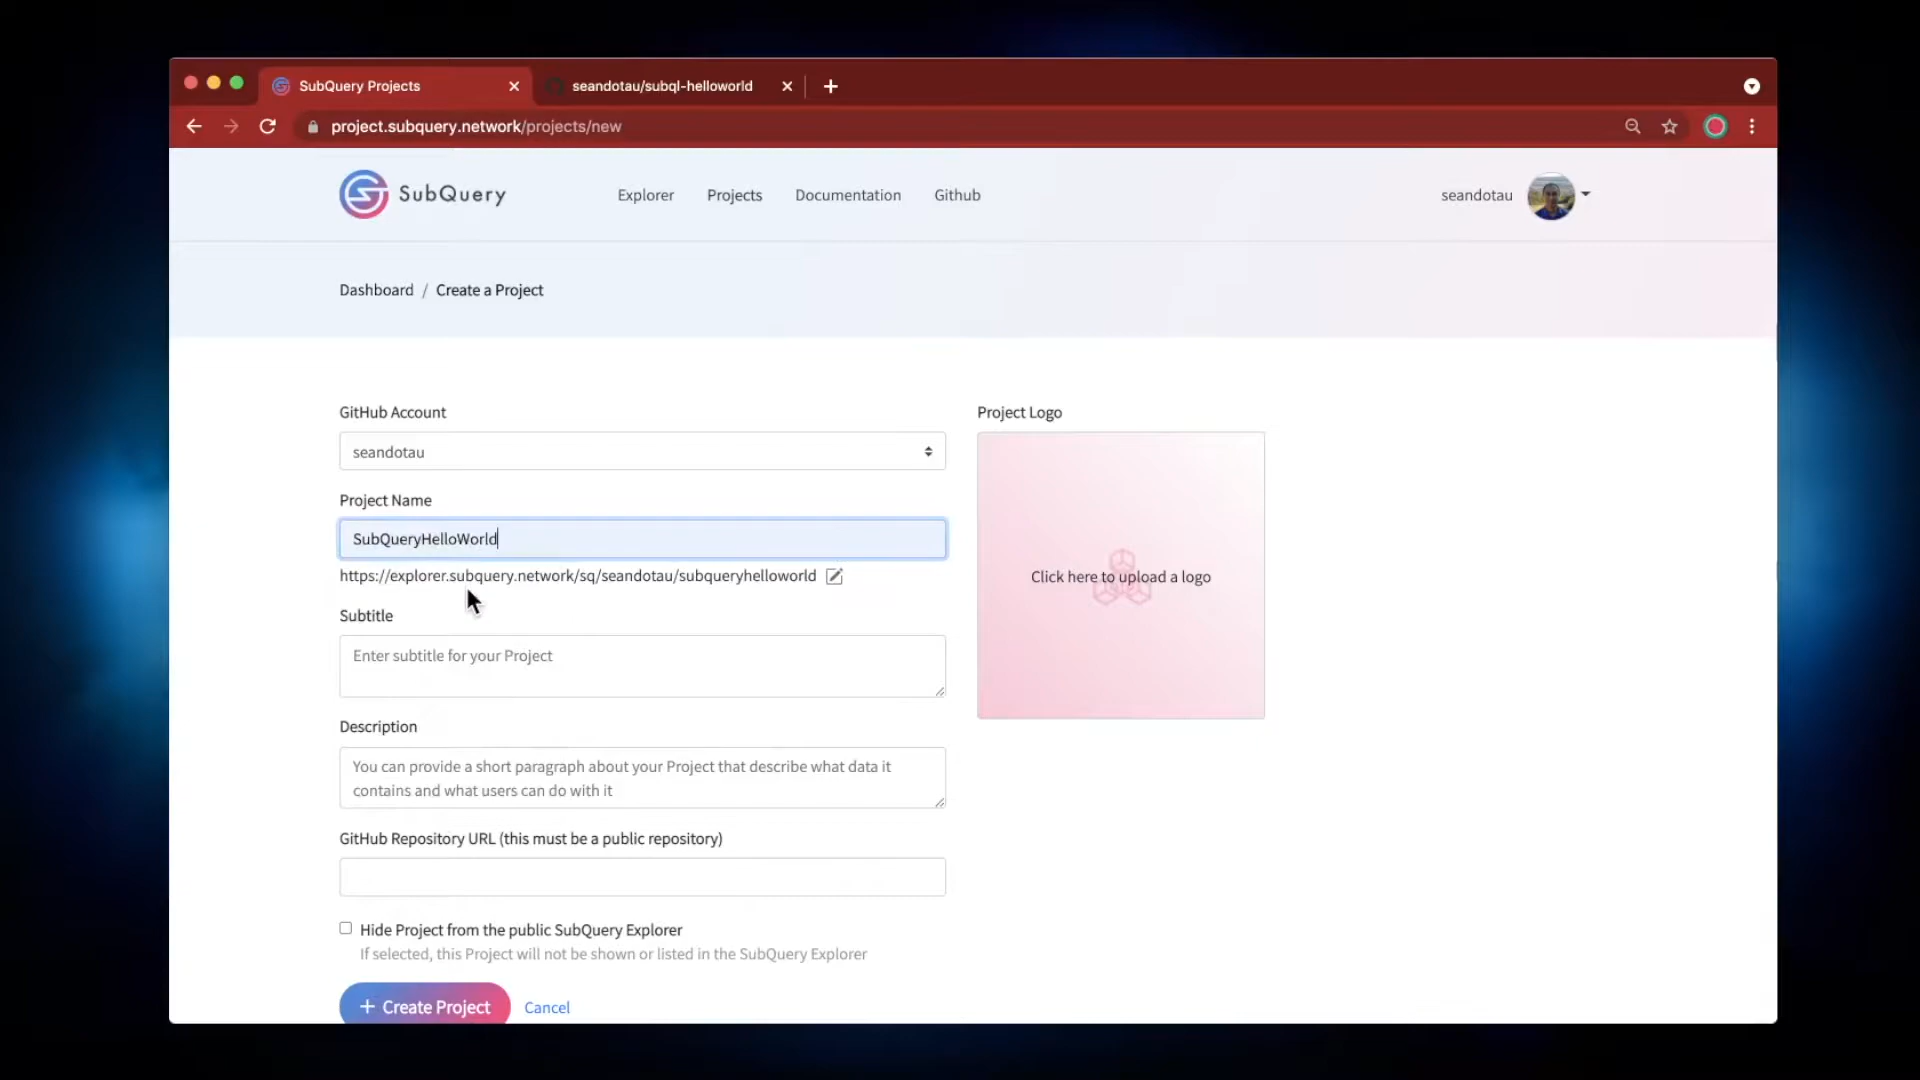 SubQuery Projects
seandotau/subql-helloworld
project.subquery.network/projects/new
SubQuery
Explorer
Projects
Documentation
Github
seandotau
Dashboard / Create a Project
GitHub Account
seandotau
Project Name
SubQueryHelloWorld
https://explorer.subquery.network/sq/seandotau/subqueryhelloworld
Subtitle
Enter subtitle for your Project
Description
You can provide a short paragraph about your Project that describe what data it
contains and what users can do with it
GitHub Repository URL (this must be a public repository)
Hide Project from the public SubQuery Explorer
If selected, this Project will not be shown or listed in the SubQuery Explorer
+ Create Project
Cancel
Project Logo
Click here to upload a logo